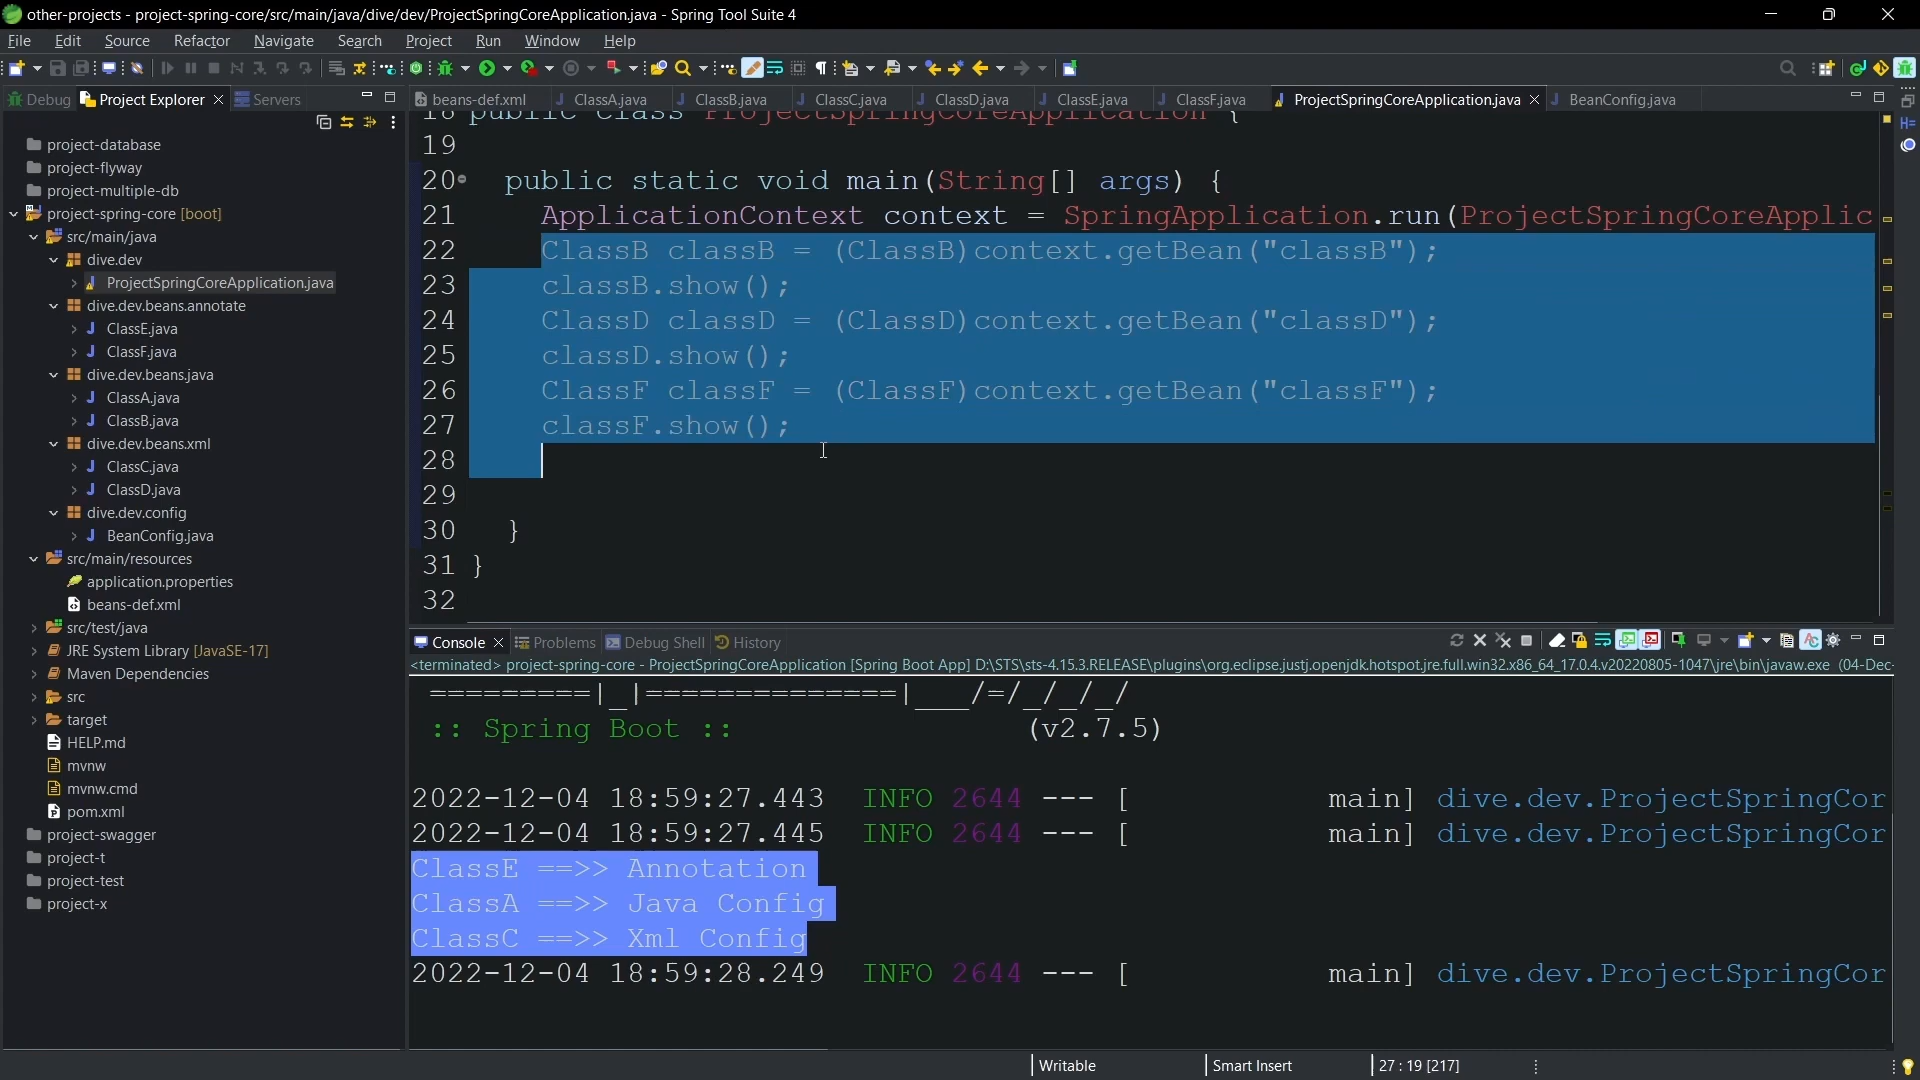 other-projects - project-spring-core/src/main/java/dive/dev/ProjectSpringCoreApplication.java - Spring Tool Suite 4
File Edit Source Refactor Navigate Search Project Run Window Help
Debug Project Explorer Servers
beans-def.xml ClassA.java ClassB.java ClassC.java ClassD.java ClassE.java ClassF.java ProjectSpringCoreApplication.java BeanConfig.java
project-database
project-flyway
project-multiple-db
project-spring-core [boot]
src/main/java
dive.dev
ProjectSpringCoreApplication.java
dive.dev.beans.annotate
ClassE.java
ClassF.java
dive.dev.beans.java
ClassA.java
ClassB.java
dive.dev.beans.xml
ClassC.java
ClassD.java
dive.dev.config
BeanConfig.java
src/main/resources
application.properties
beans-def.xml
src/test/java
JRE System Library [JavaSE-17]
Maven Dependencies
src
target
HELP.md
mvnw
mvnw.cmd
pom.xml
project-swagger
project-t
project-test
project-x
18 public class ProjectSpringCoreApplication {
19
20 public static void main(String[] args) {
21 ApplicationContext context = SpringApplication.run(ProjectSpringCoreApplic
22 ClassB classB = (ClassB)context.getBean("classB");
23 classB.show();
24 ClassD classD = (ClassD)context.getBean("classD");
25 classD.show();
26 ClassF classF = (ClassF)context.getBean("classF");
27 classF.show();
28
29
30 }
31 }
32
Console Problems Debug Shell History
<terminated> project-spring-core - ProjectSpringCoreApplication [Spring Boot App] D:\STS\sts-4.15.3.RELEASE\plugins\org.eclipse.justj.openjdk.hotspot.jre.full.win32.x86_64_17.0.4.v20220805-1047\jre\bin\javaw.exe (04-Dec-
=========|_|==============|___/=/_/_/_/
:: Spring Boot :: (v2.7.5)
2022-12-04 18:59:27.443 INFO 2644 --- [ main] dive.dev.ProjectSpringCor
2022-12-04 18:59:27.445 INFO 2644 --- [ main] dive.dev.ProjectSpringCor
ClassE ==>> Annotation
ClassA ==>> Java Config
ClassC ==>> Xml Config
2022-12-04 18:59:28.249 INFO 2644 --- [ main] dive.dev.ProjectSpringCor
Writable Smart Insert 27 : 19 [217]